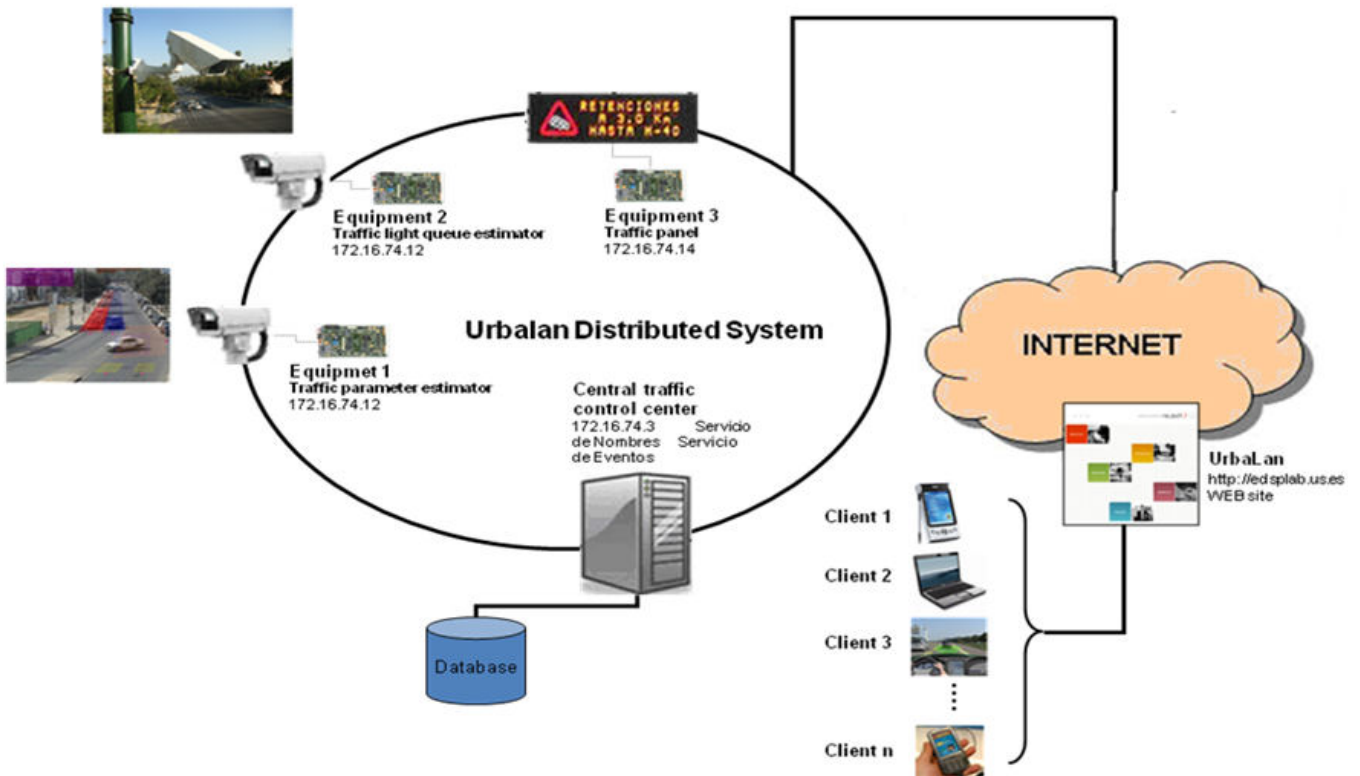 RETENCIONES
A 3.0 Km
HASTA M-40
Equipment 2
Traffic light queue estimator
172.16.74.12
Equipment 3
Traffic panel
172.16.74.14
Urbalan Distributed System
Equipmet 1
Traffic parameter estimator
172.16.74.12
Central traffic
control center
172.16.74.3 Servicio
de Nombres Servicio
de Eventos
Database
INTERNET
UrbaLan
http://edsplab.us.es
WEB site
Client 1
Client 2
Client 3
Client n